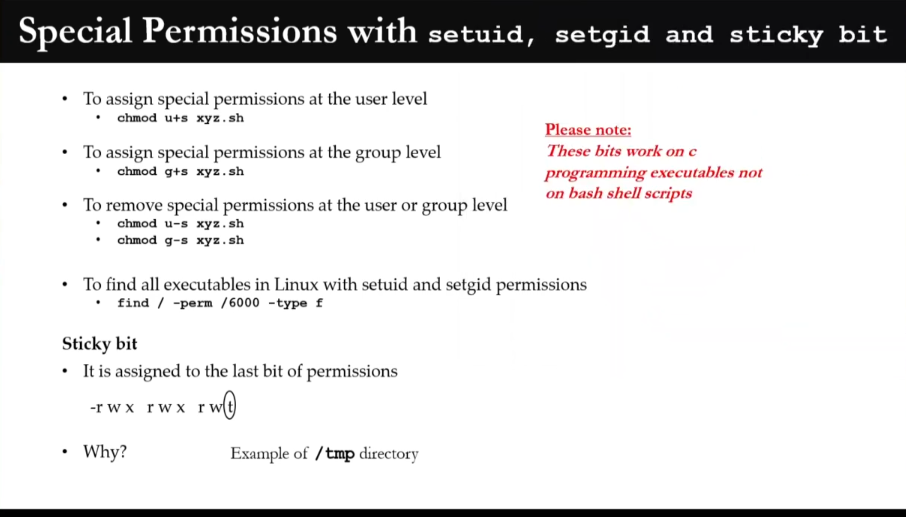 Special Permissions with setuid, setgid and sticky bit
• To assign special permissions at the user level
• chmod u+s xyz.sh
• To assign special permissions at the group level
• chmod g+s xyz.sh
• To remove special permissions at the user or group level
• chmod u-s xyz.sh
• chmod g-s xyz.sh
Please note:
These bits work on c
programming executables not
on bash shell scripts
• To find all executables in Linux with setuid and setgid permissions
• find / -perm /6000 -type f
Sticky bit
• It is assigned to the last bit of permissions
-r w x r w x r w t
• Why? Example of /tmp directory